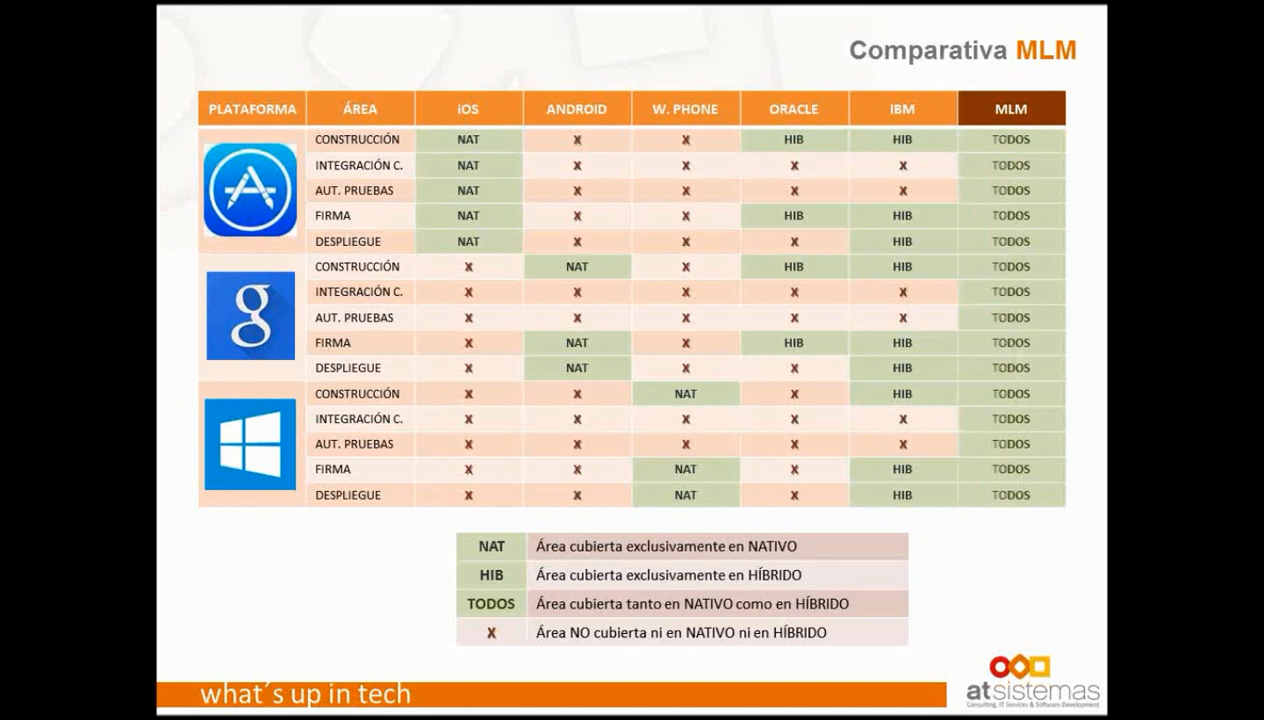 Comparativa MLM
PLATAFORMA ÁREA iOS ANDROID W. PHONE ORACLE IBM MLM
CONSTRUCCIÓN NAT X X HIB HIB TODOS
INTEGRACIÓN C. NAT X X X X TODOS
AUT. PRUEBAS NAT X X X X TODOS
FIRMA NAT X X HIB HIB TODOS
DESPLIEGUE NAT X X X HIB TODOS
CONSTRUCCIÓN X NAT X HIB HIB TODOS
INTEGRACIÓN C. X X X X X TODOS
AUT. PRUEBAS X X X X X TODOS
FIRMA X NAT X HIB HIB TODOS
DESPLIEGUE X NAT X X HIB TODOS
CONSTRUCCIÓN X X NAT X HIB TODOS
INTEGRACIÓN C. X X X X X TODOS
AUT. PRUEBAS X X X X X TODOS
FIRMA X X NAT X HIB TODOS
DESPLIEGUE X X NAT X HIB TODOS
NAT Área cubierta exclusivamente en NATIVO
HIB Área cubierta exclusivamente en HÍBRIDO
TODOS Área cubierta tanto en NATIVO como en HÍBRIDO
X Área NO cubierta ni en NATIVO ni en HÍBRIDO
what´s up in tech
atsistemas
Consulting, IT Services & Software Development